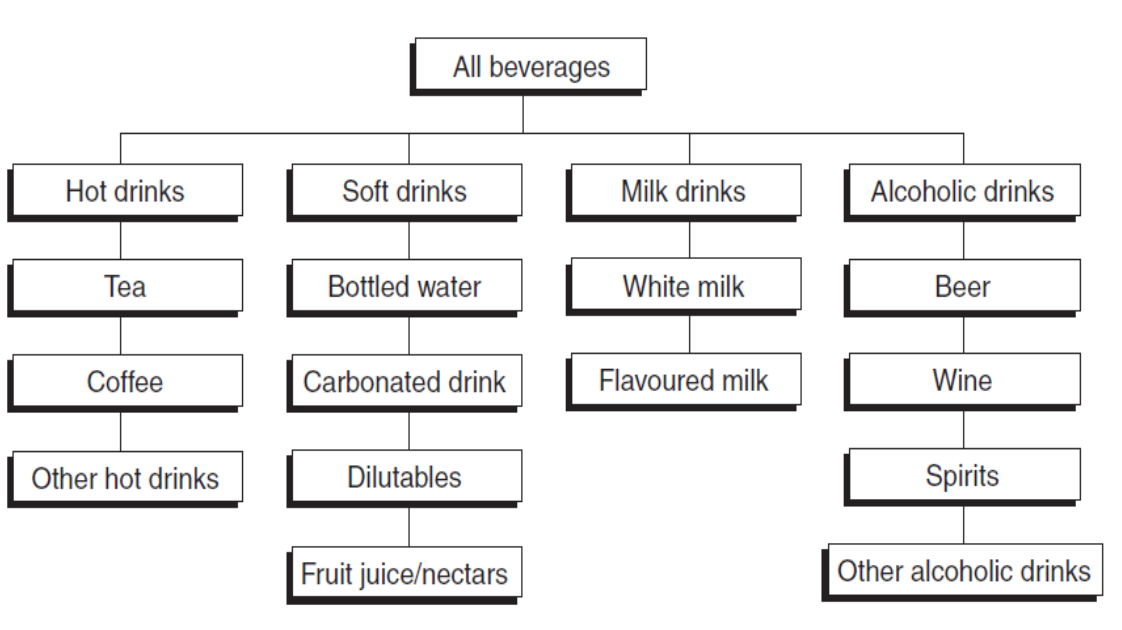 All beverages
Hot drinks
Soft drinks
Milk drinks
Alcoholic drinks
Tea
Bottled water
White milk
Beer
Coffee
Carbonated drink
Flavoured milk
Wine
Other hot drinks
Dilutables
Spirits
Fruit juice/nectars
Other alcoholic drinks